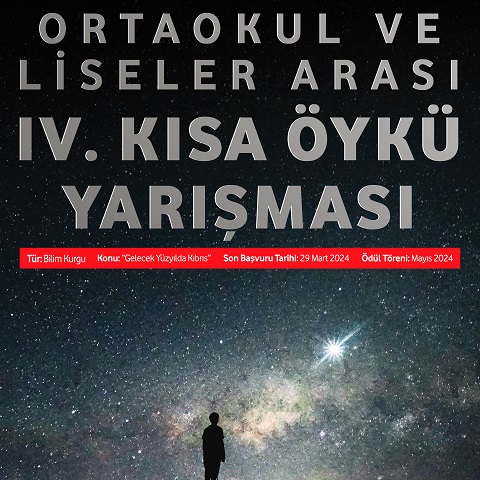 ORTAOKUL VE
LİSELER ARASI
IV. KISA ÖYKÜ
YARIŞMASI
Tür: Bilim Kurgu Konu: "Gelecek Yüzyılda Kıbrıs" Son Başvuru Tarihi: 29 Mart 2024 Ödül Töreni: Mayıs 2024